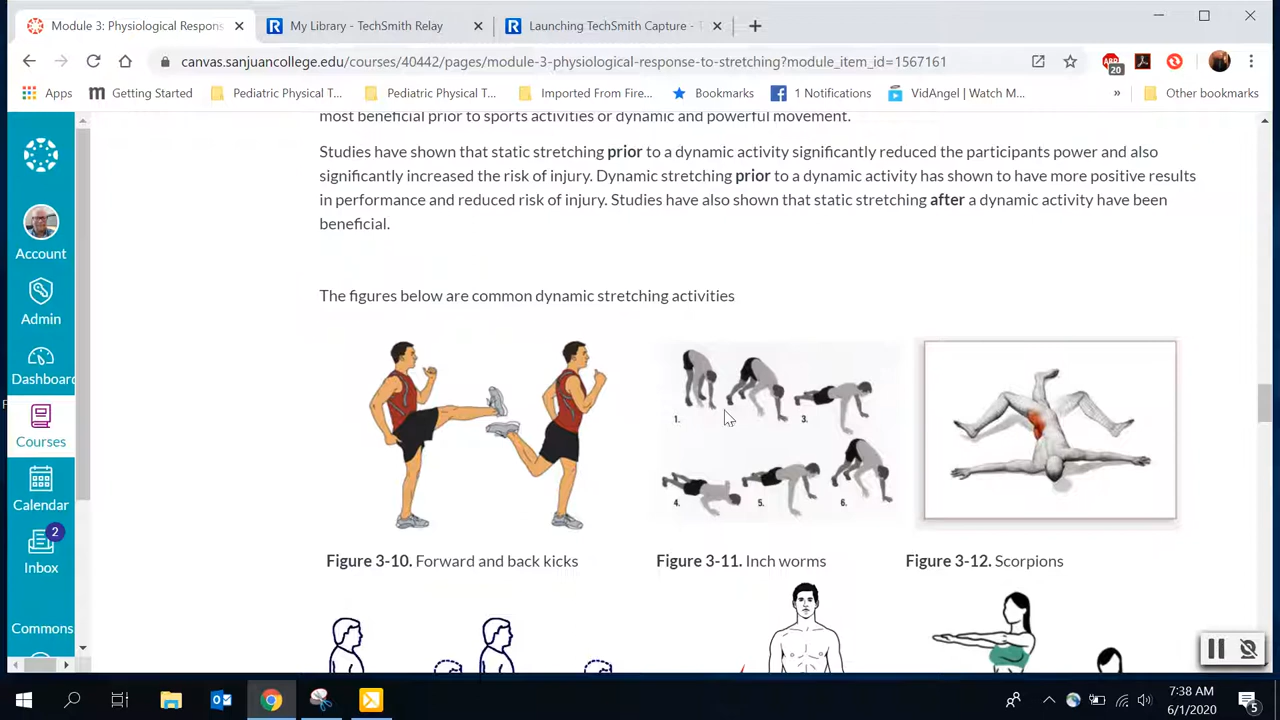 Module 3: Physiological Respons
My Library - TechSmith Relay
Launching TechSmith Capture - T
canvas.sanjuancollege.edu/courses/40442/pages/module-3-physiological-response-to-stretching?module_item_id=1567161
20
Apps
Getting Started
Pediatric Physical T...
Pediatric Physical T...
Imported From Fire...
Bookmarks
1 Notifications
VidAngel | Watch M...
»
Other bookmarks
most beneficial prior to sports activities or dynamic and powerful movement.
Studies have shown that static stretching prior to a dynamic activity significantly reduced the participants power and also
significantly increased the risk of injury. Dynamic stretching prior to a dynamic activity has shown to have more positive results
in performance and reduced risk of injury. Studies have also shown that static stretching after a dynamic activity have been
beneficial.
The figures below are common dynamic stretching activities
1.
3.
4.
5.
6.
Figure 3-10. Forward and back kicks
Figure 3-11. Inch worms
Figure 3-12. Scorpions
Account
Admin
Dashboard
Courses
Calendar
2
Inbox
Commons
7:38 AM
6/1/2020
5